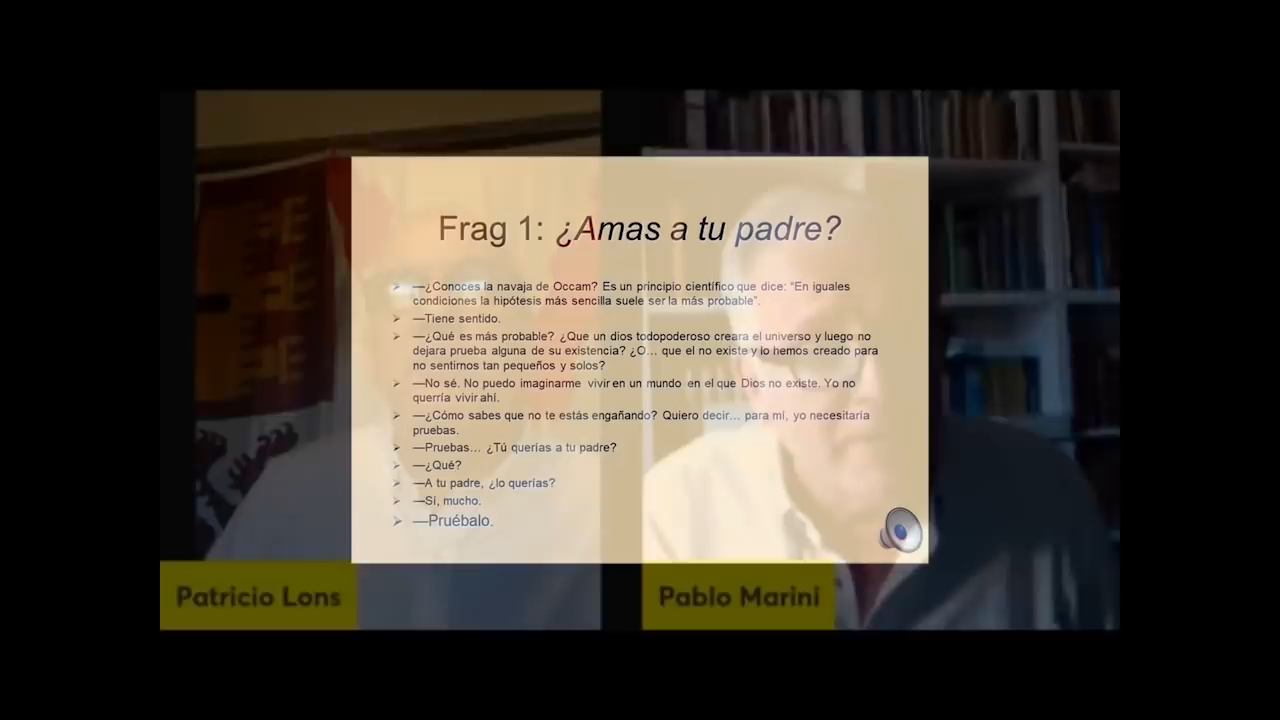 Frag 1: ¿Amas a tu padre?
—¿Conoces la navaja de Occam? Es un principio científico que dice: “En iguales
condiciones la hipótesis más sencilla suele ser la más probable”.
—Tiene sentido.
—¿Qué es más probable? ¿Que un dios todopoderoso creara el universo y luego no
dejara prueba alguna de su existencia? ¿O… que el no existe y lo hemos creado para
no sentirnos tan pequeños y solos?
—No sé. No puedo imaginarme vivir en un mundo en el que Dios no existe. Yo no
querría vivir ahí.
—¿Cómo sabes que no te estás engañando? Quiero decir… para mí, yo necesitaría
pruebas.
—Pruebas… ¿Tú querías a tu padre?
—¿Qué?
—A tu padre, ¿lo querías?
—Sí, mucho.
—Pruébalo.
Patricio Lons
Pablo Marini